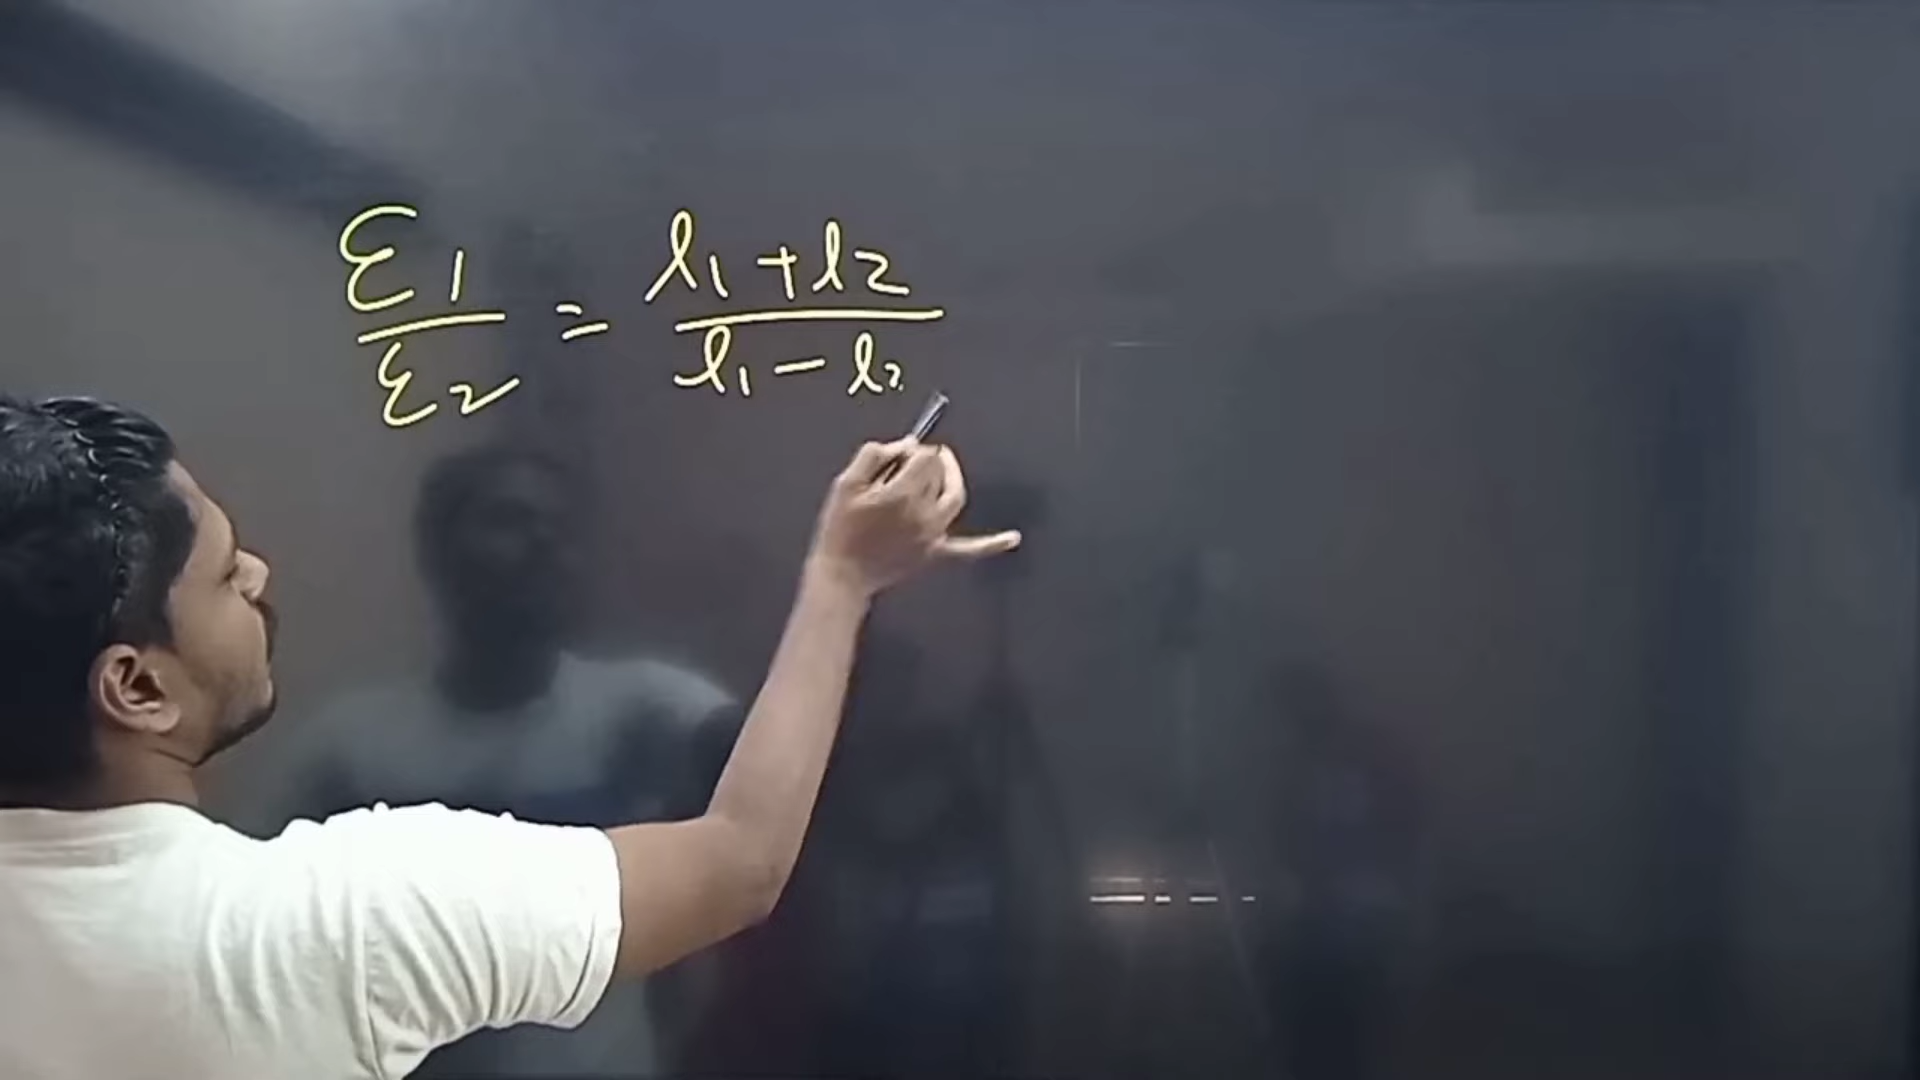 ε1/ε2 = l1 + l2/l1 - l2